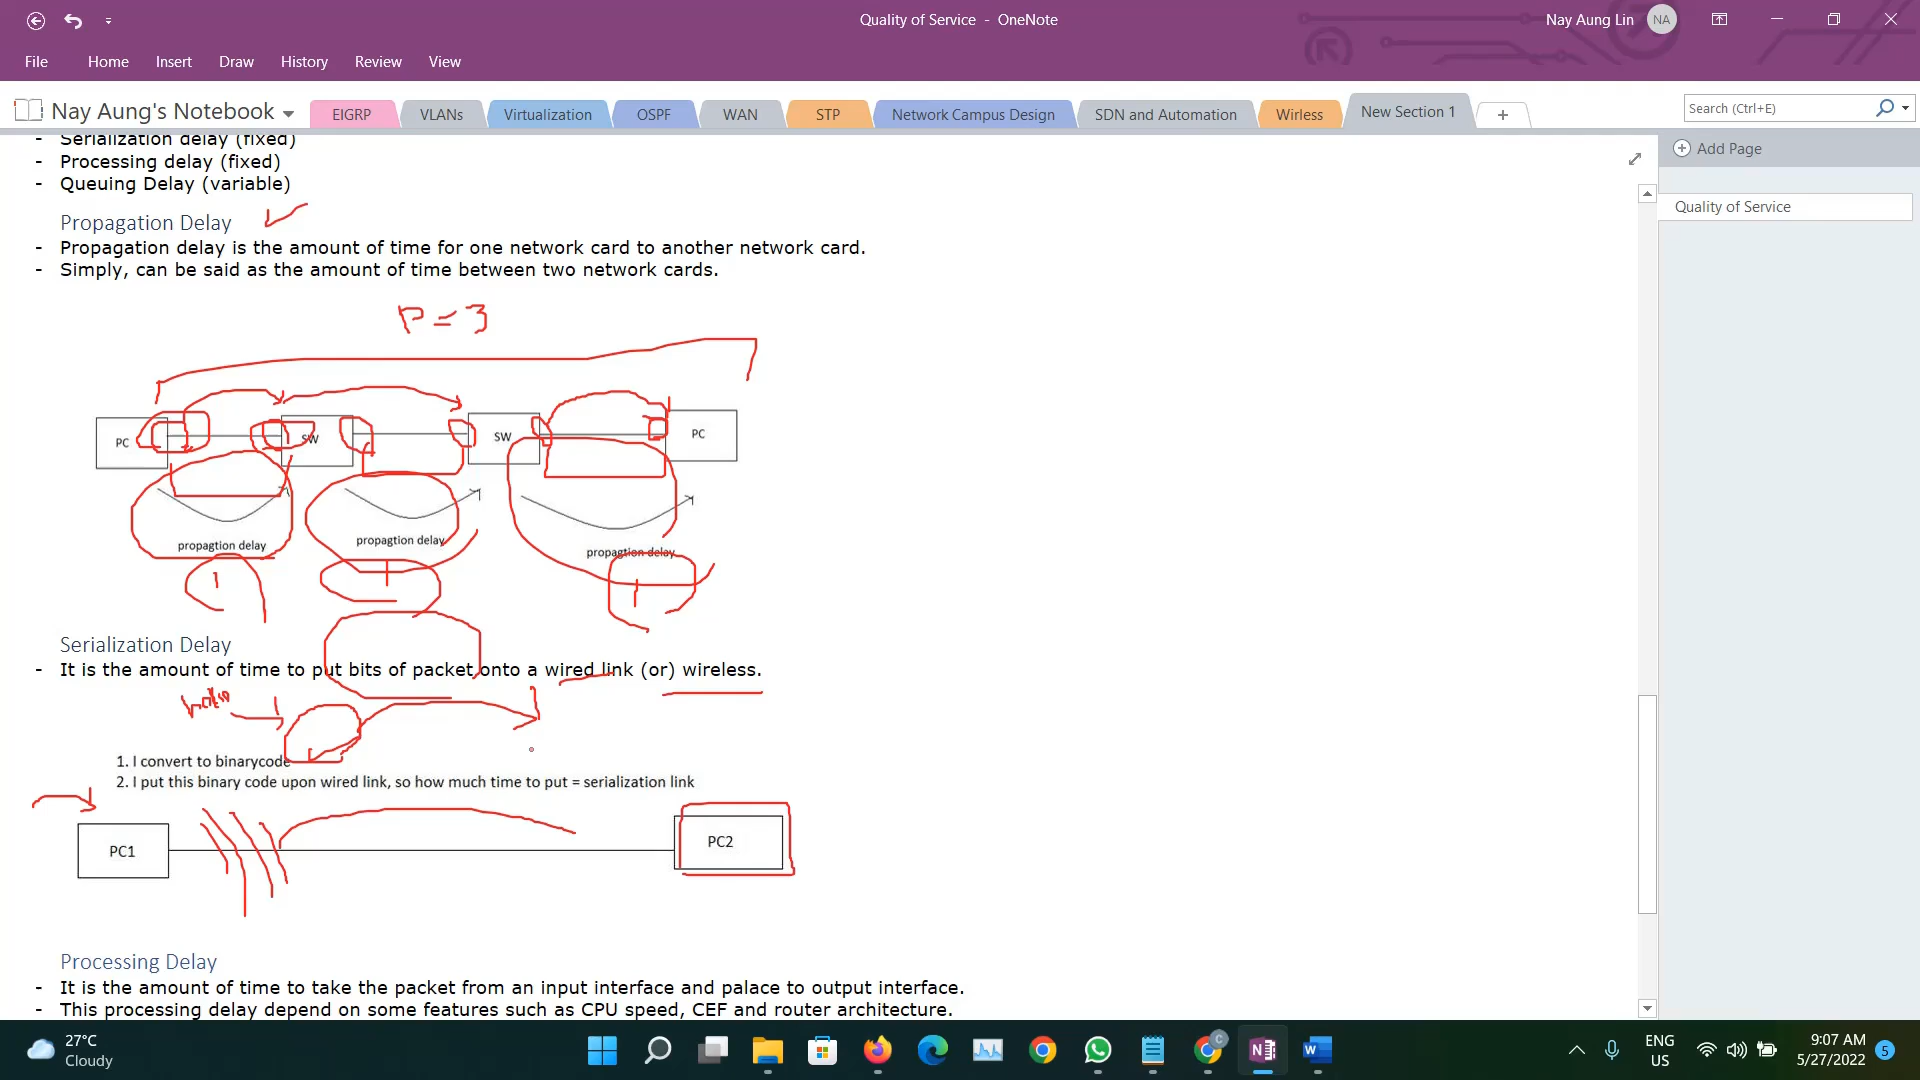 Quality of Service - OneNote
Nay Aung Lin NA
File Home Insert Draw History Review View
Nay Aung's Notebook EIGRP VLANs Virtualization OSPF WAN STP Network Campus Design SDN and Automation Wirless New Section 1 + Search (Ctrl+E)
Add Page
Quality of Service
- Serialization delay (fixed)
- Processing delay (fixed)
- Queuing Delay (variable)
Propagation Delay
- Propagation delay is the amount of time for one network card to another network card.
- Simply, can be said as the amount of time between two network cards.
P = 3
PC SW SW PC
propagtion delay propagtion delay propagtion delay
1 1 1
Serialization Delay
- It is the amount of time to put bits of packet onto a wired link (or) wireless.
1. I convert to binarycode
2. I put this binary code upon wired link, so how much time to put = serialization link
PC1 PC2
Processing Delay
- It is the amount of time to take the packet from an input interface and palace to output interface.
- This processing delay depend on some features such as CPU speed, CEF and router architecture.
27°C
Cloudy
ENG
US
9:07 AM
5/27/2022
5